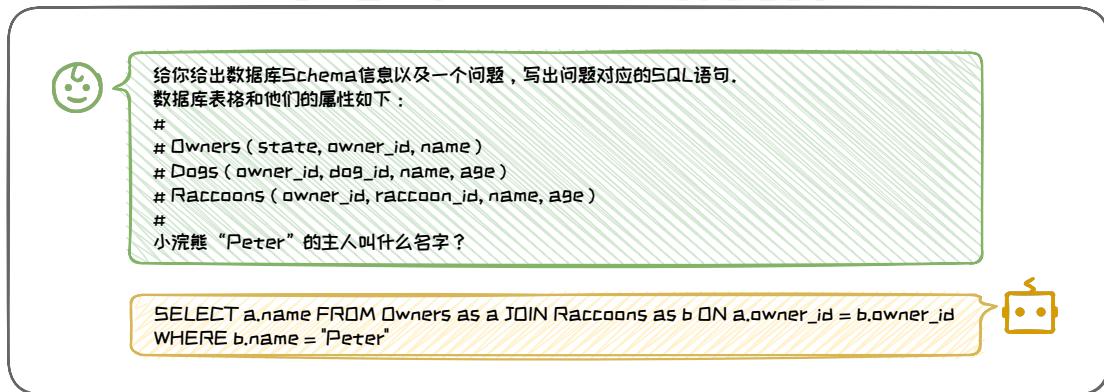 给你给出数据库Schema信息以及一个问题，写出问题对应的SQL语句.
数据库表格和他们的属性如下：
#
# Owners ( state, owner_id, name )
# Dogs ( owner_id, dog_id, name, age )
# Raccoons ( owner_id, raccoon_id, name, age )
#
小浣熊“Peter”的主人叫什么名字？
SELECT a.name FROM Owners as a JOIN Raccoons as b ON a.owner_id = b.owner_id
WHERE b.name = "Peter"